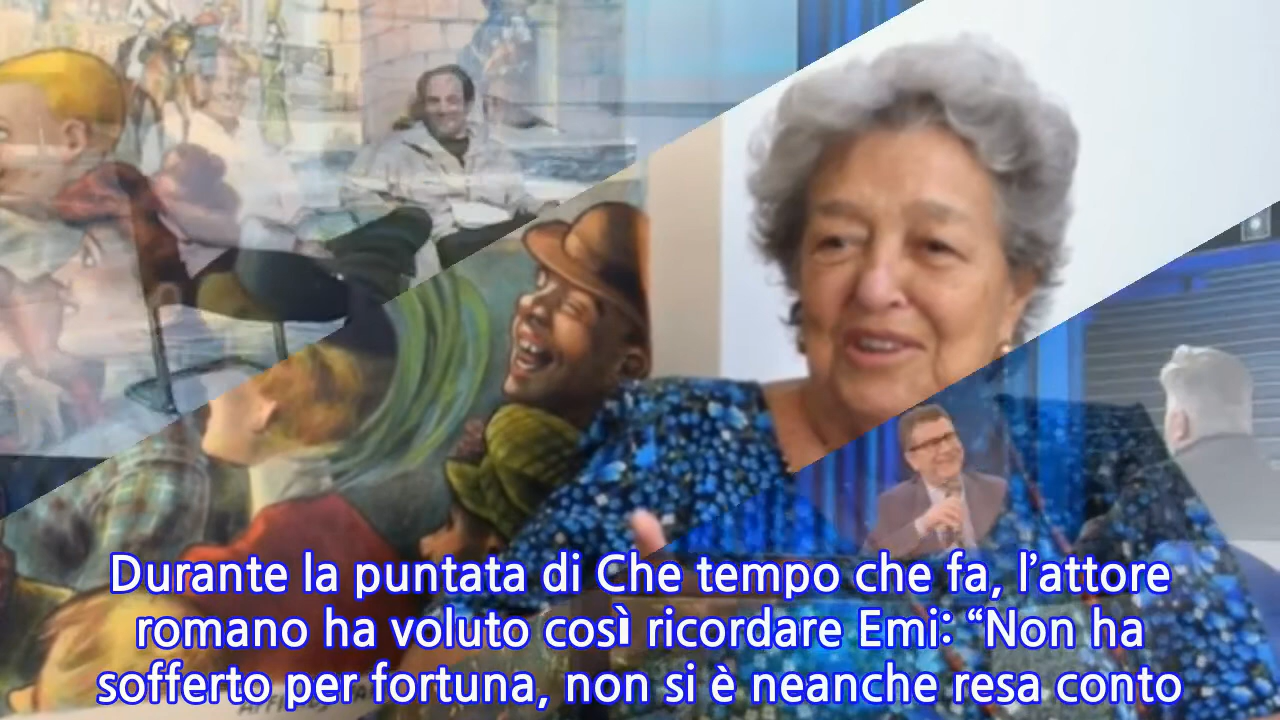 Durante la puntata di Che tempo che fa, l'attore
romano ha voluto così ricordare Emi: “Non ha
sofferto per fortuna, non si è neanche resa conto